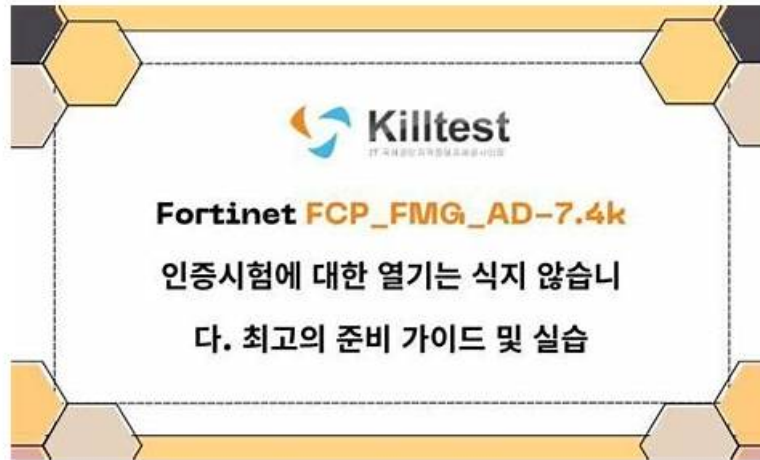 Killtest
Fortinet FCP_FMG_AD-7.4k
인증시험에 대한 열기는 식지 않습니
다. 최고의 준비 가이드 및 실습